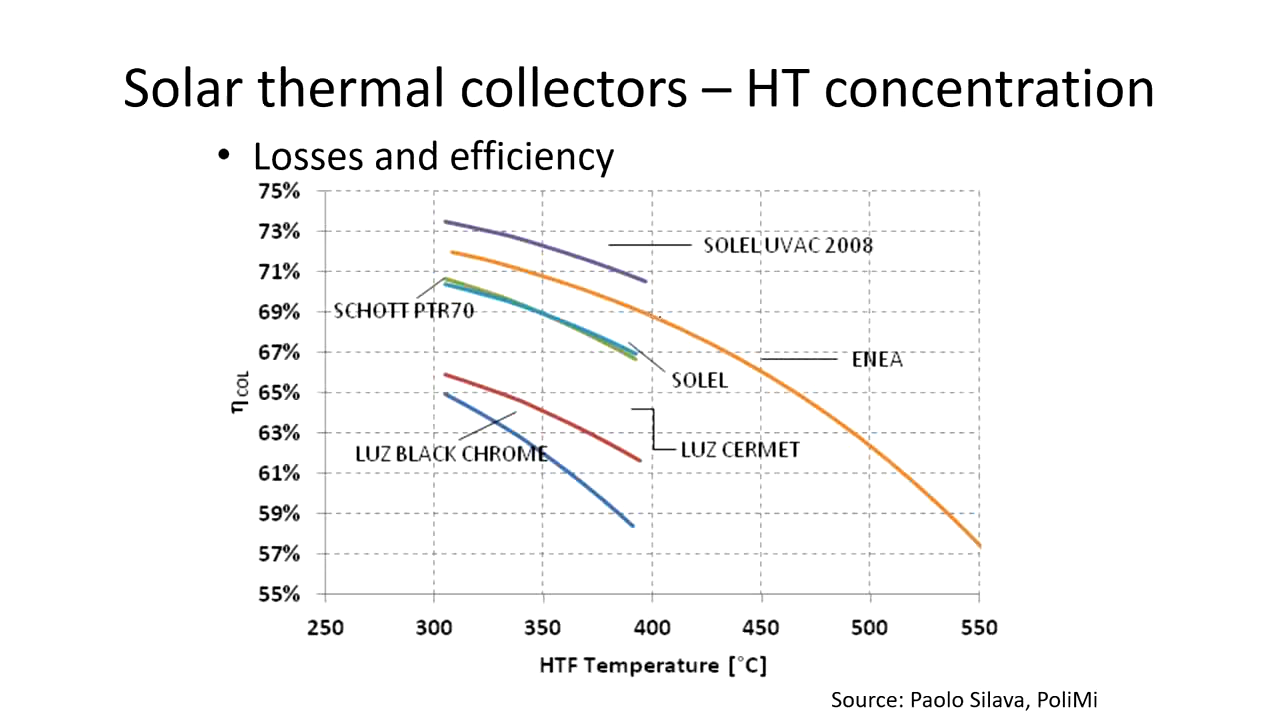 Solar thermal collectors – HT concentration
• Losses and efficiency
75%
73%
71%
69%
67%
65%
63%
61%
59%
57%
55%
η COL
SOLEL UVAC 2008
SCHOTT PTR70
ENEA
SOLEL
LUZ BLACK CHROME
LUZ CERMET
250 300 350 400 450 500 550
HTF Temperature [°C]
Source: Paolo Silava, PoliMi